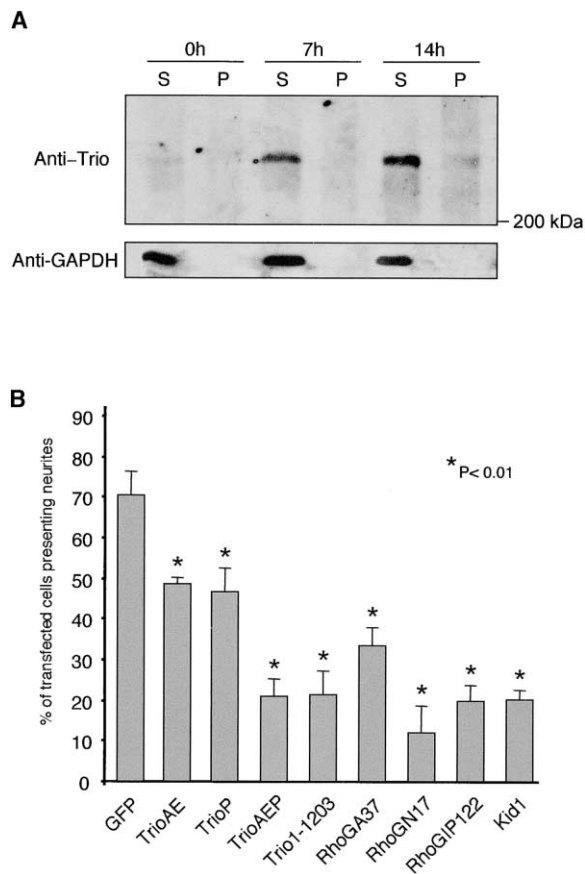 A
0h 7h 14h
S P S P S P
Anti–Trio
200 kDa
Anti-GAPDH
B
% of transfected cells presenting neurites
90
80
70
60
50
40
30
20
10
0
* P< 0.01
* * * * * * * *
GFP TrioAE TrioP TrioAEP Trio1-1203 RhoGA37 RhoGN17 RhoGIP122 Kid1